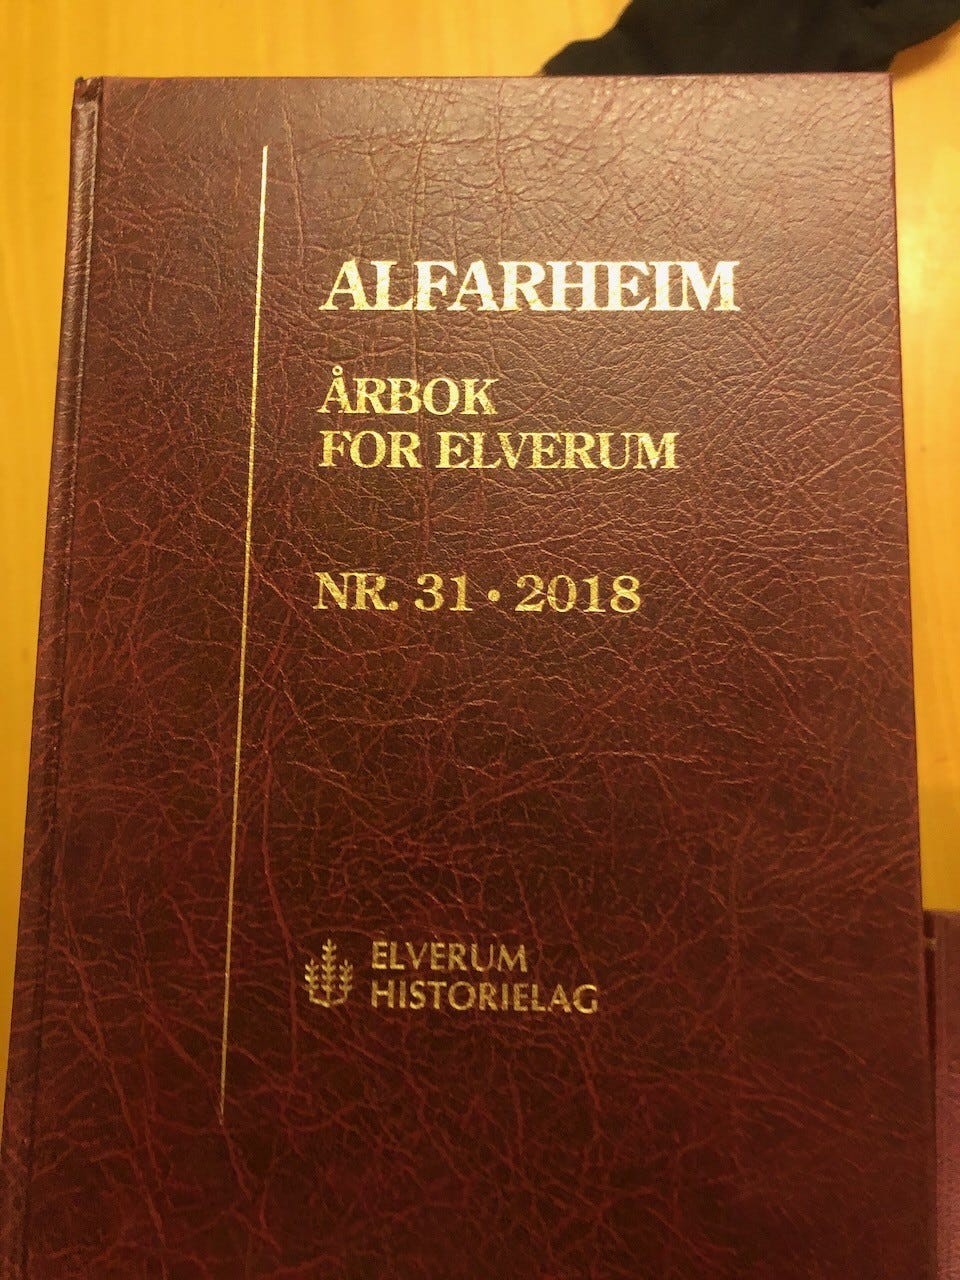 ALFARHEIM
ÅRBOK
FOR ELVERUM
NR. 31 • 2018
ELVERUM
HISTORIELAG